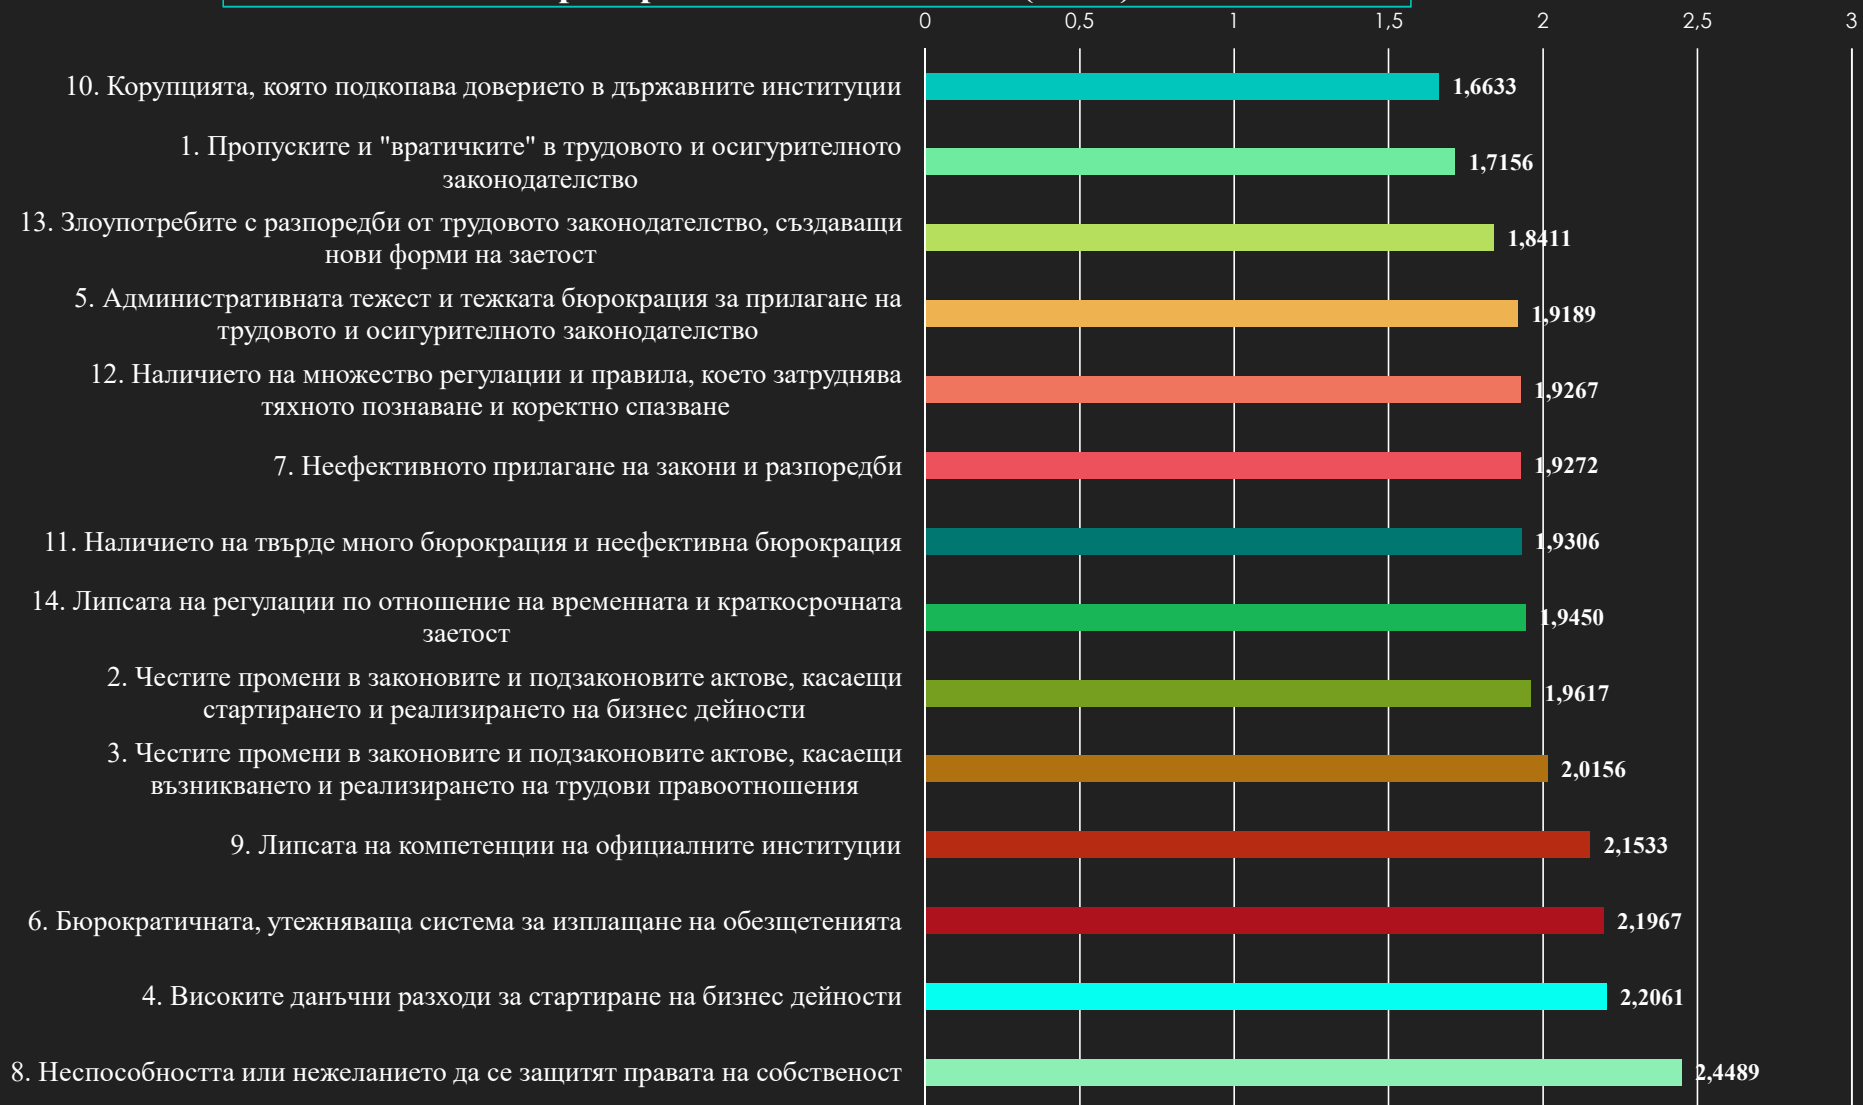 0 0,5 1 1,5 2 2,5 3
10. Корупцията, която подкопава доверието в държавните институции 1,6633
1. Пропуските и "вратичките" в трудовото и осигурителното
законодателство
1,7156
13. Злоупотребите с разпоредби от трудовото законодателство, създаващи
нови форми на заетост
1,8411
5. Административната тежест и тежката бюрокрация за прилагане на
трудовото и осигурителното законодателство
1,9189
12. Наличието на множество регулации и правила, което затруднява
тяхното познаване и коректно спазване
1,9267
7. Неефективното прилагане на закони и разпоредби 1,9272
11. Наличието на твърде много бюрокрация и неефективна бюрокрация 1,9306
14. Липсата на регулации по отношение на временната и краткосрочната
заетост
1,9450
2. Честите промени в законовите и подзаконовите актове, касаещи
стартирането и реализирането на бизнес дейности
1,9617
3. Честите промени в законовите и подзаконовите актове, касаещи
възникването и реализирането на трудови правоотношения
2,0156
9. Липсата на компетенции на официалните институции 2,1533
6. Бюрократичната, утежняваща система за изплащане на обезщетенията 2,1967
4. Високите данъчни разходи за стартиране на бизнес дейности 2,2061
8. Неспособността или нежеланието да се защитят правата на собственост 2,4489